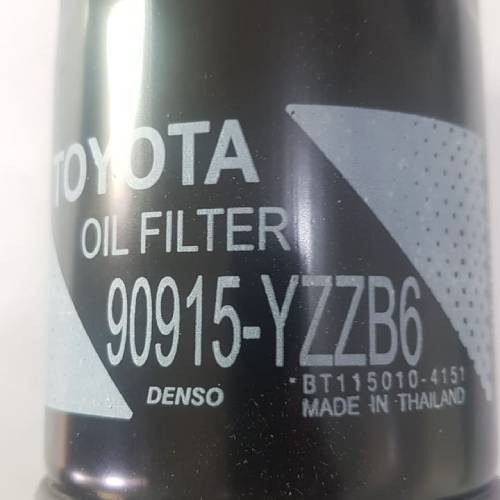 TOYOTA
OIL FILTER
90915-YZZB6
DENSO
*BT115010-4151
MADE IN THAILAND